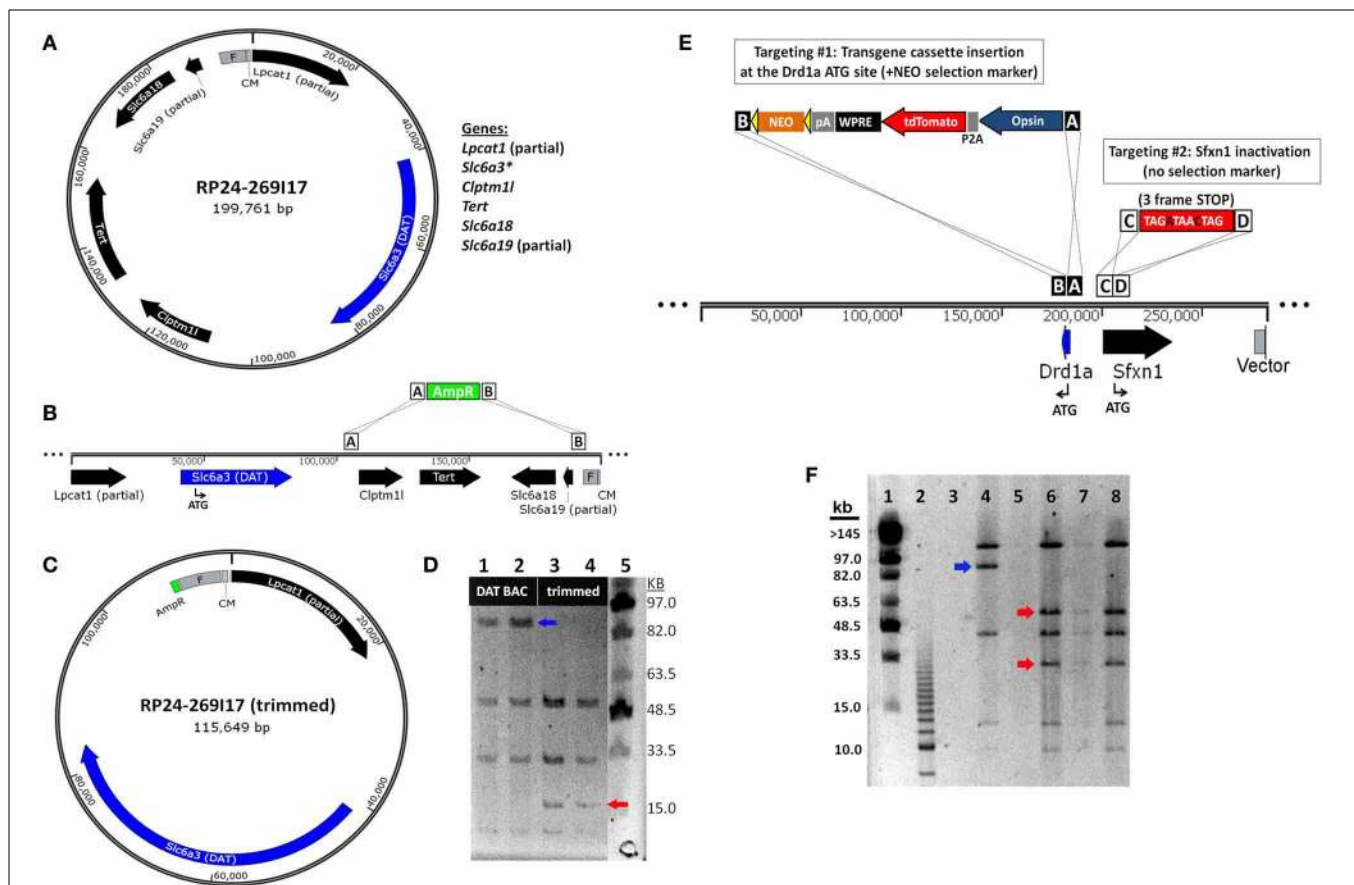 A
F
CM
Lpcat1 (partial)
Slc6a18
Slc6a19 (partial)
Tert
Clptm1l
Slc6a3 (DAT)
20,000
40,000
60,000
80,000
100,000
120,000
140,000
160,000
180,000
RP24-269I17
199,761 bp
Genes:
Lpcat1 (partial)
Slc6a3*
Clptm1l
Tert
Slc6a18
Slc6a19 (partial)
B
A AmpR B
A B
50,000 100,000 150,000
Lpcat1 (partial)
Slc6a3 (DAT)
ATG
Clptm1l
Tert
Slc6a18
Slc6a19 (partial)
F
CM
C
AmpR
F
CM
Lpcat1 (partial)
20,000
40,000
60,000
80,000
100,000
Slc6a3 (DAT)
RP24-269I17 (trimmed)
115,649 bp
D
1 2 3 4 5
DAT BAC trimmed
KB
97.0
82.0
63.5
48.5
33.5
15.0
E
Targeting #1: Transgene cassette insertion
at the Drd1a ATG site (+NEO selection marker)
B NEO pA WPRE tdTomato P2A Opsin A
Targeting #2: Sfxn1 inactivation
(no selection marker)
(3 frame STOP)
C TAGATAACTAG D
B A C D
50,000 100,000 150,000 200,000 250,000
Drd1a
ATG
Sfxn1
ATG
Vector
F
1 2 3 4 5 6 7 8
kb
>145
97.0
82.0
63.5
48.5
33.5
15.0
10.0